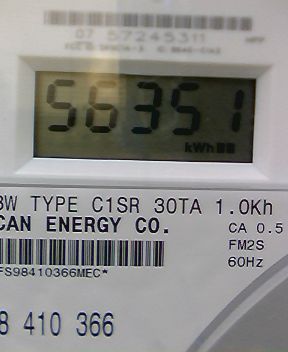 07 57245311
56351
kWh
3W TYPE C1SR 30TA 1.0Kh
CAN ENERGY CO.
CA 0.5
FM2S
60Hz
FS98410366MEC*
8 410 366